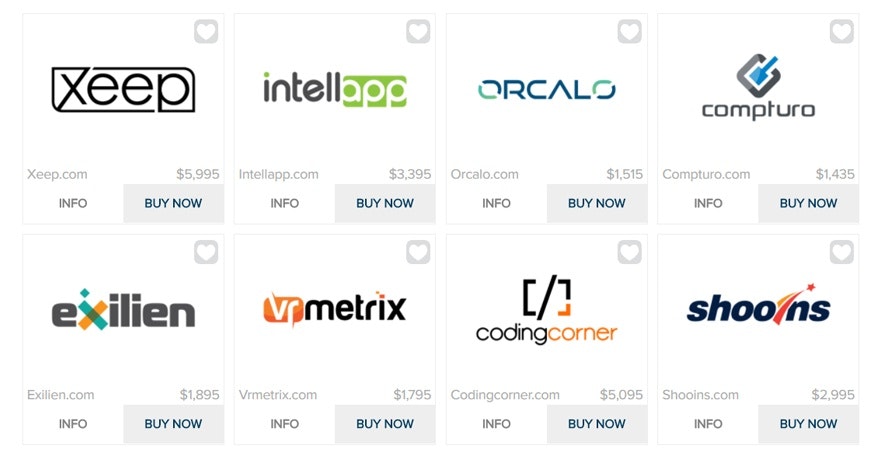 xeep
intellapp
ORCALO
compturo
Xeep.com $5,995
Intellapp.com $3,395
Orcalo.com $1,515
Compturo.com $1,435
INFO BUY NOW
INFO BUY NOW
INFO BUY NOW
INFO BUY NOW
exilien
vrmetrix
[/]
codingcorner
shooins
Exilien.com $1,895
Vrmetrix.com $1,795
Codingcorner.com $5,095
Shooins.com $2,995
INFO BUY NOW
INFO BUY NOW
INFO BUY NOW
INFO BUY NOW